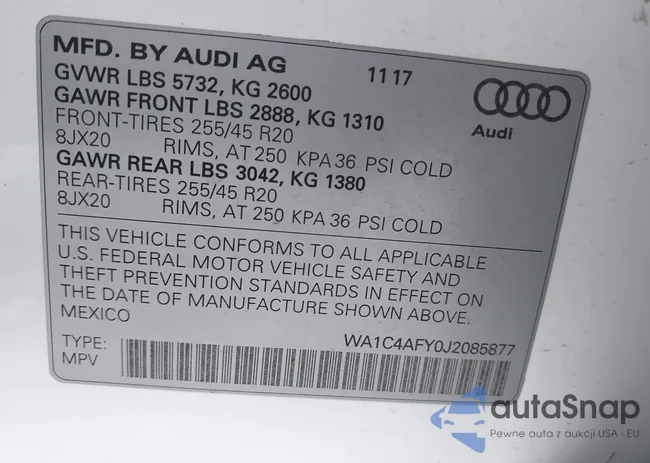 MFD. BY AUDI AG 11 17
GVWR LBS 5732, KG 2600
GAWR FRONT LBS 2888, KG 1310
FRONT-TIRES 255/45 R20
8JX20 RIMS, AT 250 KPA 36 PSI COLD
GAWR REAR LBS 3042, KG 1380
REAR-TIRES 255/45 R20
8JX20 RIMS, AT 250 KPA 36 PSI COLD
Audi
THIS VEHICLE CONFORMS TO ALL APPLICABLE
U.S. FEDERAL MOTOR VEHICLE SAFETY AND
THEFT PREVENTION STANDARDS IN EFFECT ON
THE DATE OF MANUFACTURE SHOWN ABOVE.
MEXICO
WA1C4AFY0J2085877
TYPE:
MPV
autaSnap
Pewne auta z aukcji USA i EU